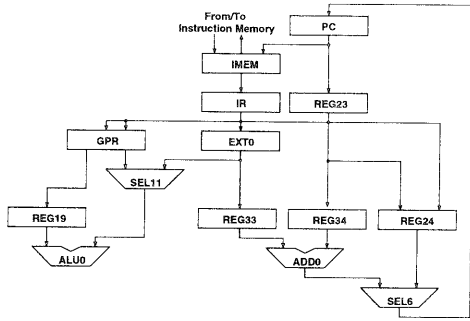 From/To
Instruction Memory
PC
IMEM
IR
REG23
GPR
EXT0
SEL11
REG19
REG33
REG34
REG24
ALU0
ADD0
SEL6